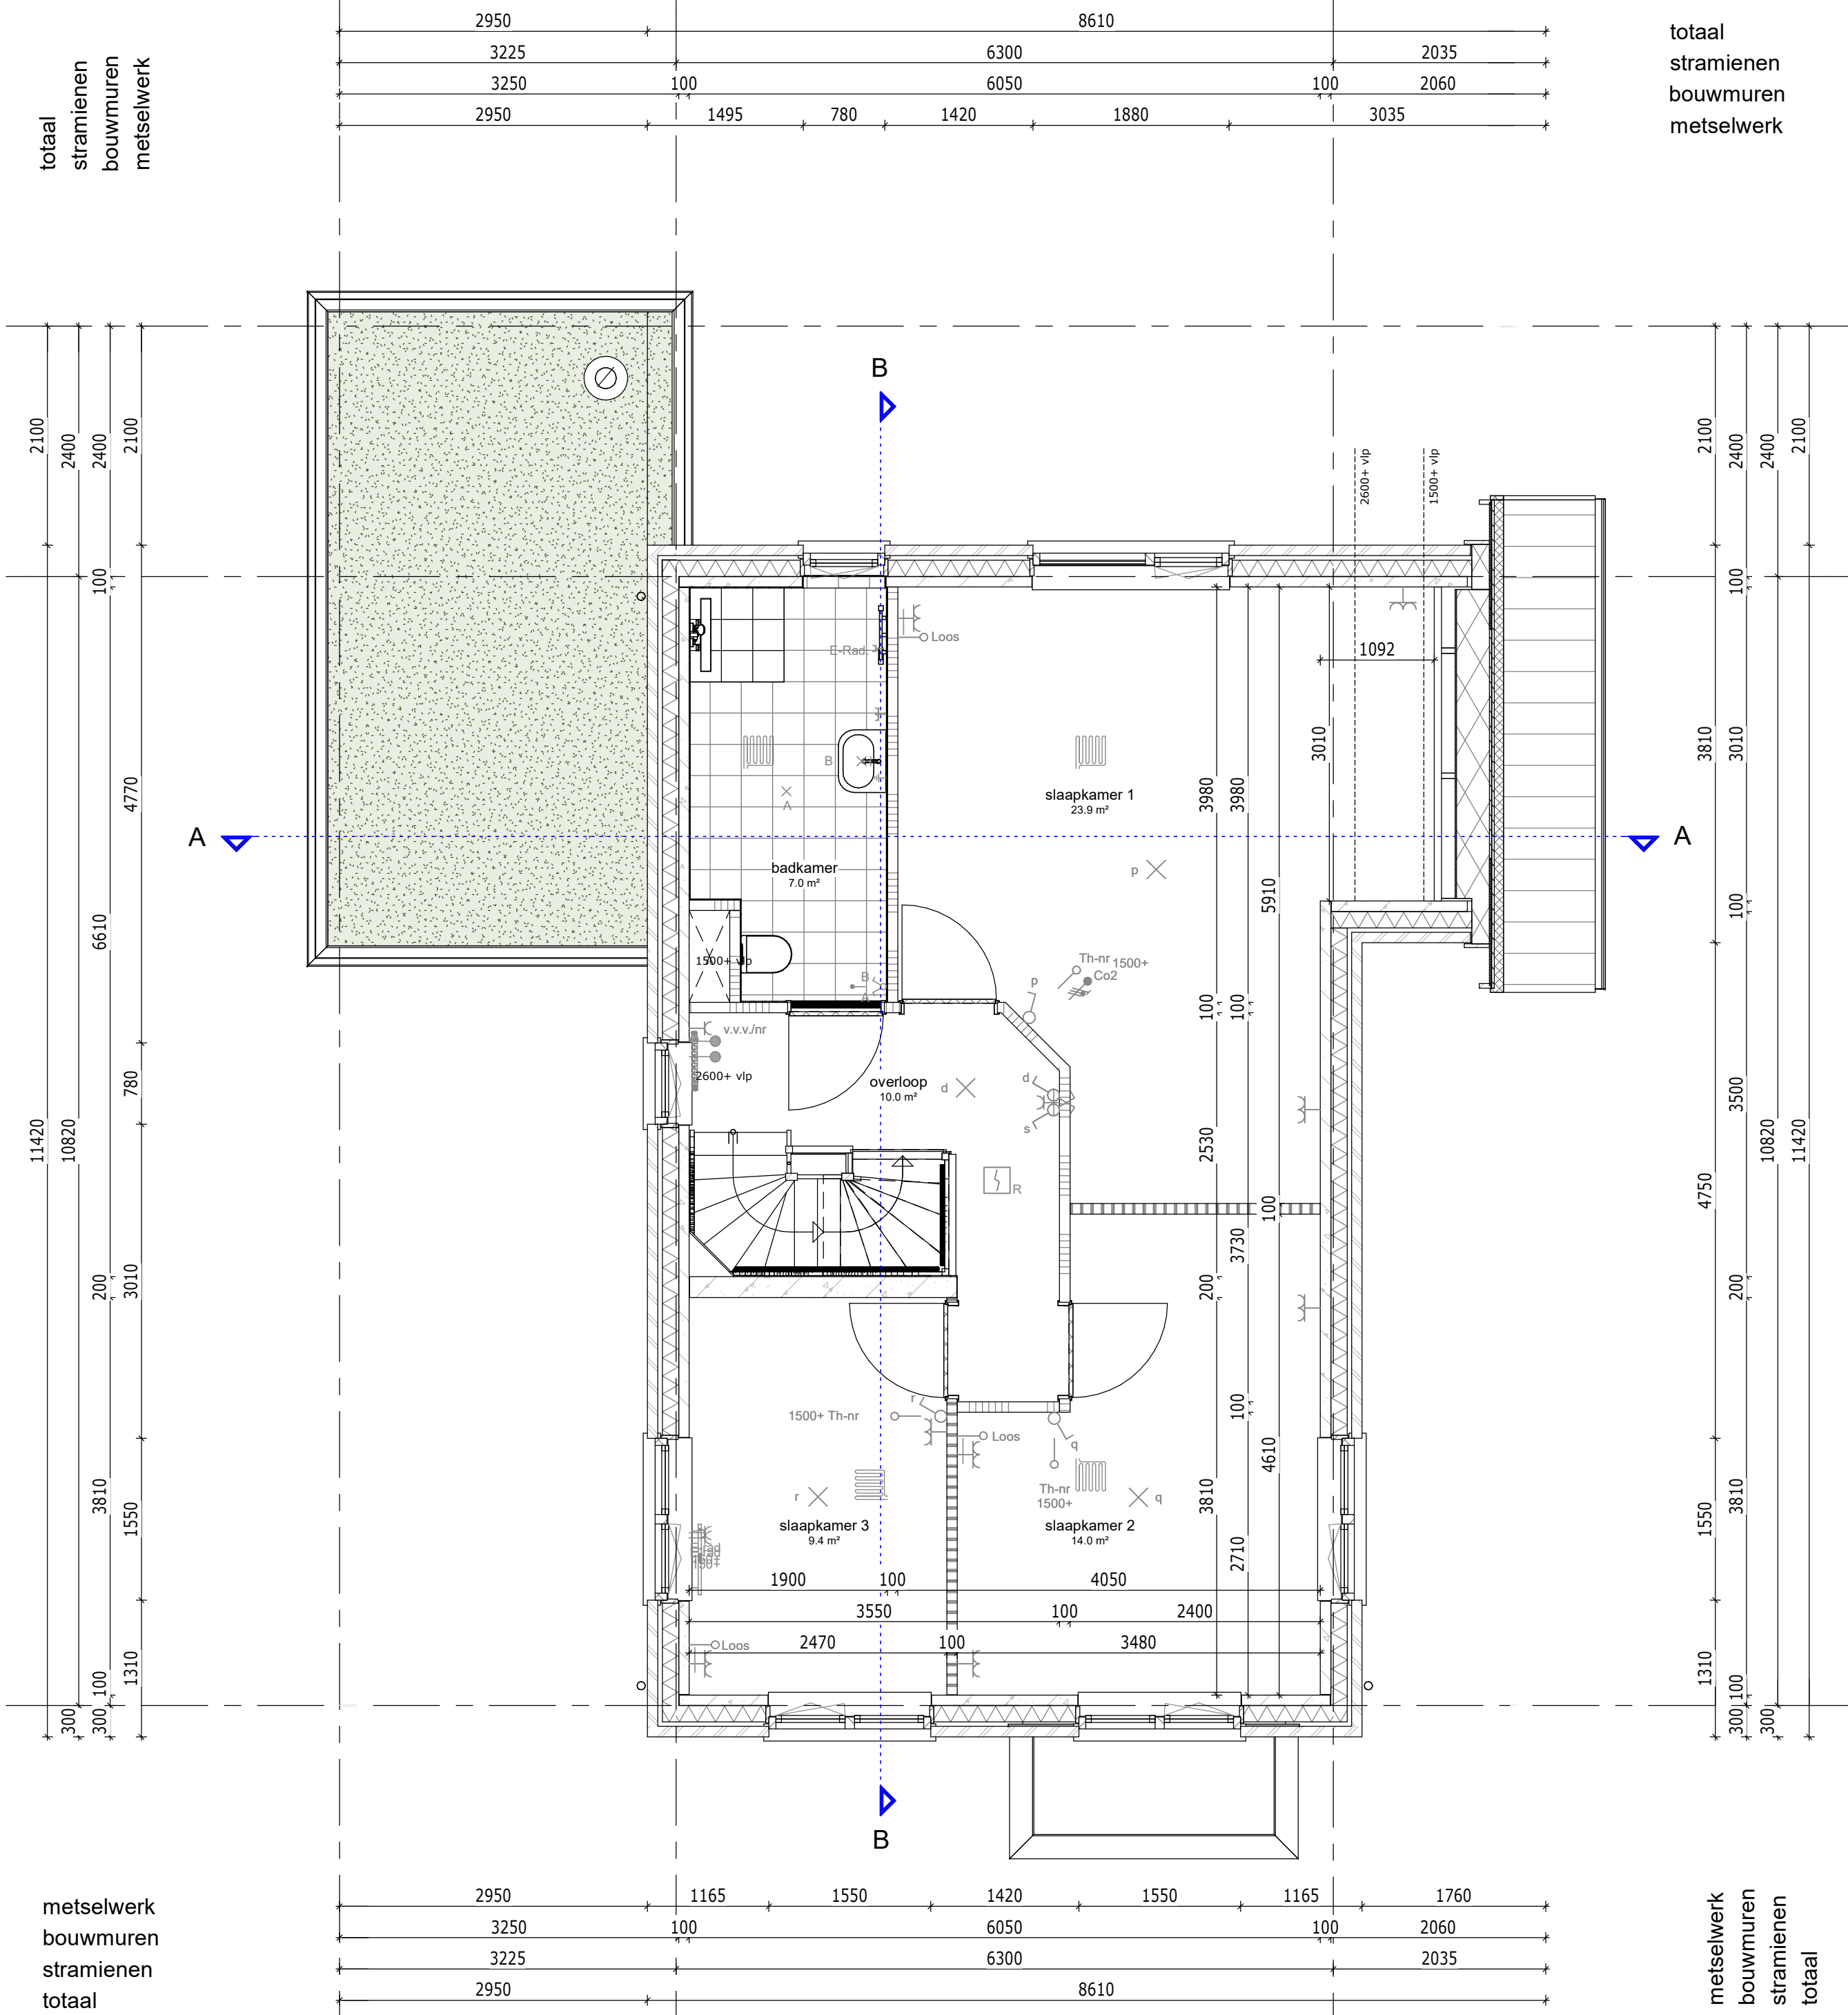 2950 8610
3225 6300 2035
3250 100 6050 100 2060
2950 1495 780 1420 1880 3035
totaal
stramienen
bouwmuren
metselwerk
totaal
stramienen
bouwmuren
metselwerk
B
2100 2400 2400 2100
2100 2400 2400 2100
2600+ vlp 1500+ vlp
100 100
Loos
E-Rad.
1092
3010
B
A
slaapkamer 1
23.9 m²
3980 3980
4770
3810 3010
A A
badkamer
7.0 m²
p
5910
6610
100
1500+ vlp
Th-nr 1500+
Co2
p
B
A
100 100
v.v.v./nr
2600+ vlp
overloop
10.0 m²
d
d
s
780
3500
11420 10820
2530
10820 11420
R
4750
100
3730
200 3010
200
200
r
1500+ Th-nr
Loos
q
100
4610
3810
1550
Th-nr
1500+
r
q
slaapkamer 3
9.4 m²
slaapkamer 2
14.0 m²
3810
2710
1550 3810
1900 100 4050
3550 100 2400
2470 100 3480
Loos
100 1310
1310 100
300 300
300 300
B
metselwerk
bouwmuren
stramienen
totaal
2950 1165 1550 1420 1550 1165 1760
3250 100 6050 100 2060
3225 6300 2035
2950 8610
metselwerk
bouwmuren
stramienen
totaal